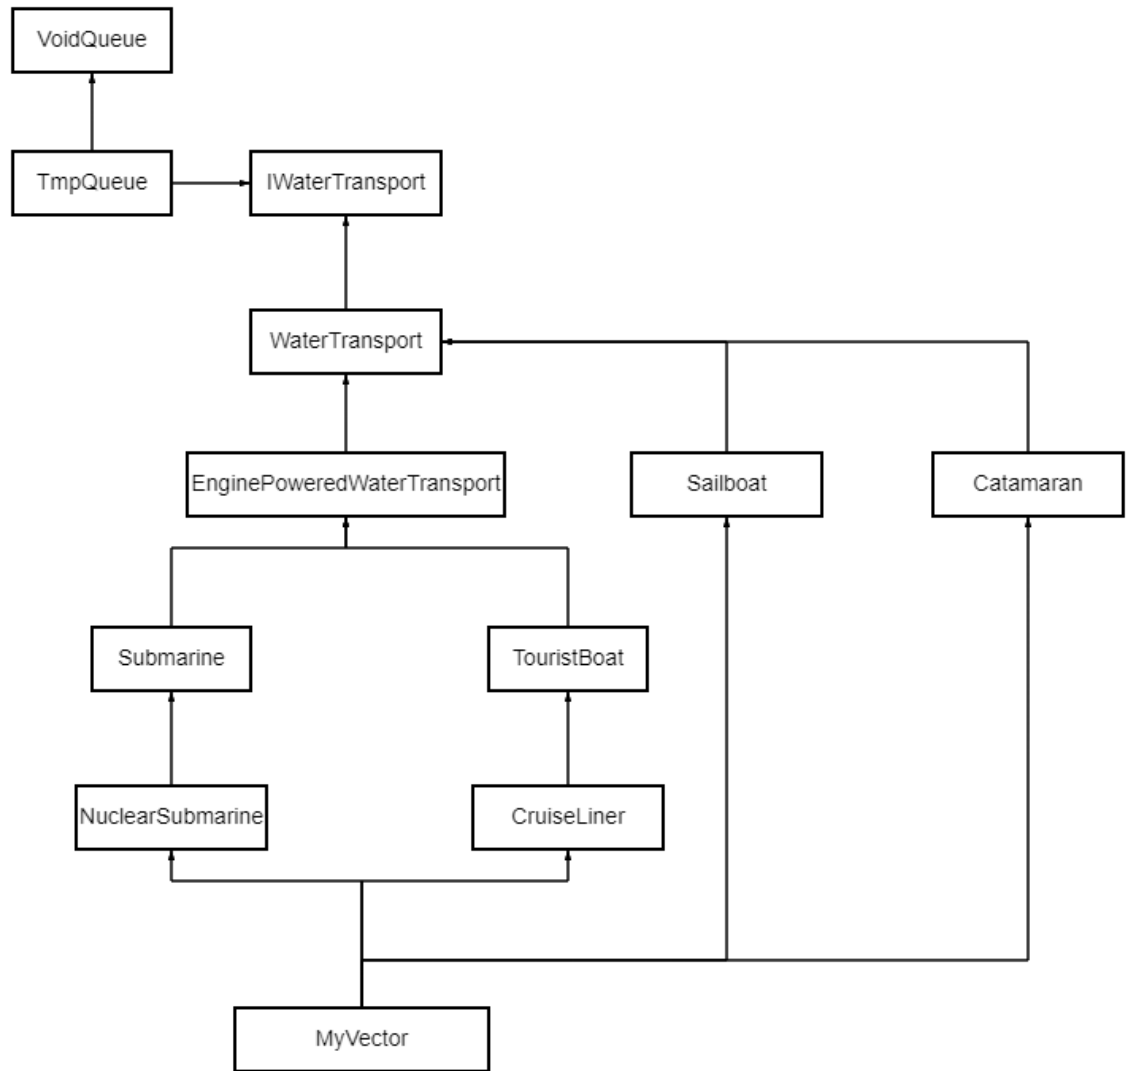 VoidQueue
TmpQueue
IWaterTransport
WaterTransport
EnginePoweredWaterTransport
Sailboat
Catamaran
Submarine
TouristBoat
NuclearSubmarine
CruiseLiner
MyVector